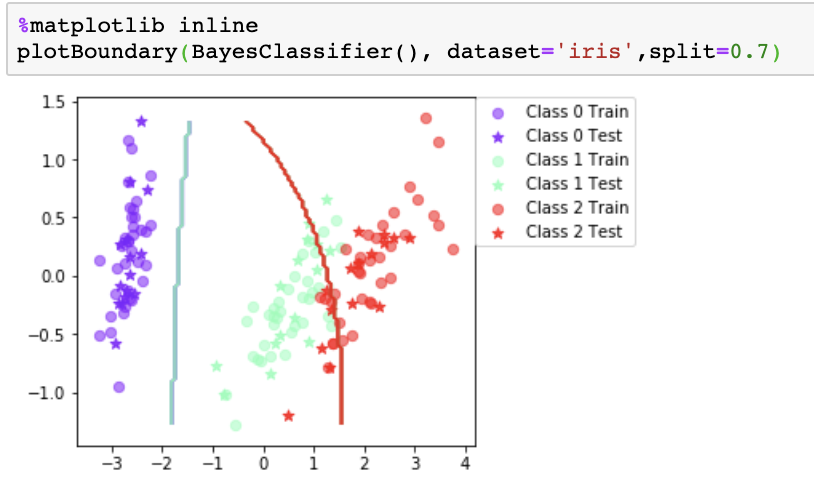 %matplotlib inline
plotBoundary(BayesClassifier(), dataset='iris',split=0.7)
1.5
1.0
0.5
0.0
−0.5
−1.0
−3 −2 −1 0 1 2 3 4
Class 0 Train
Class 0 Test
Class 1 Train
Class 1 Test
Class 2 Train
Class 2 Test